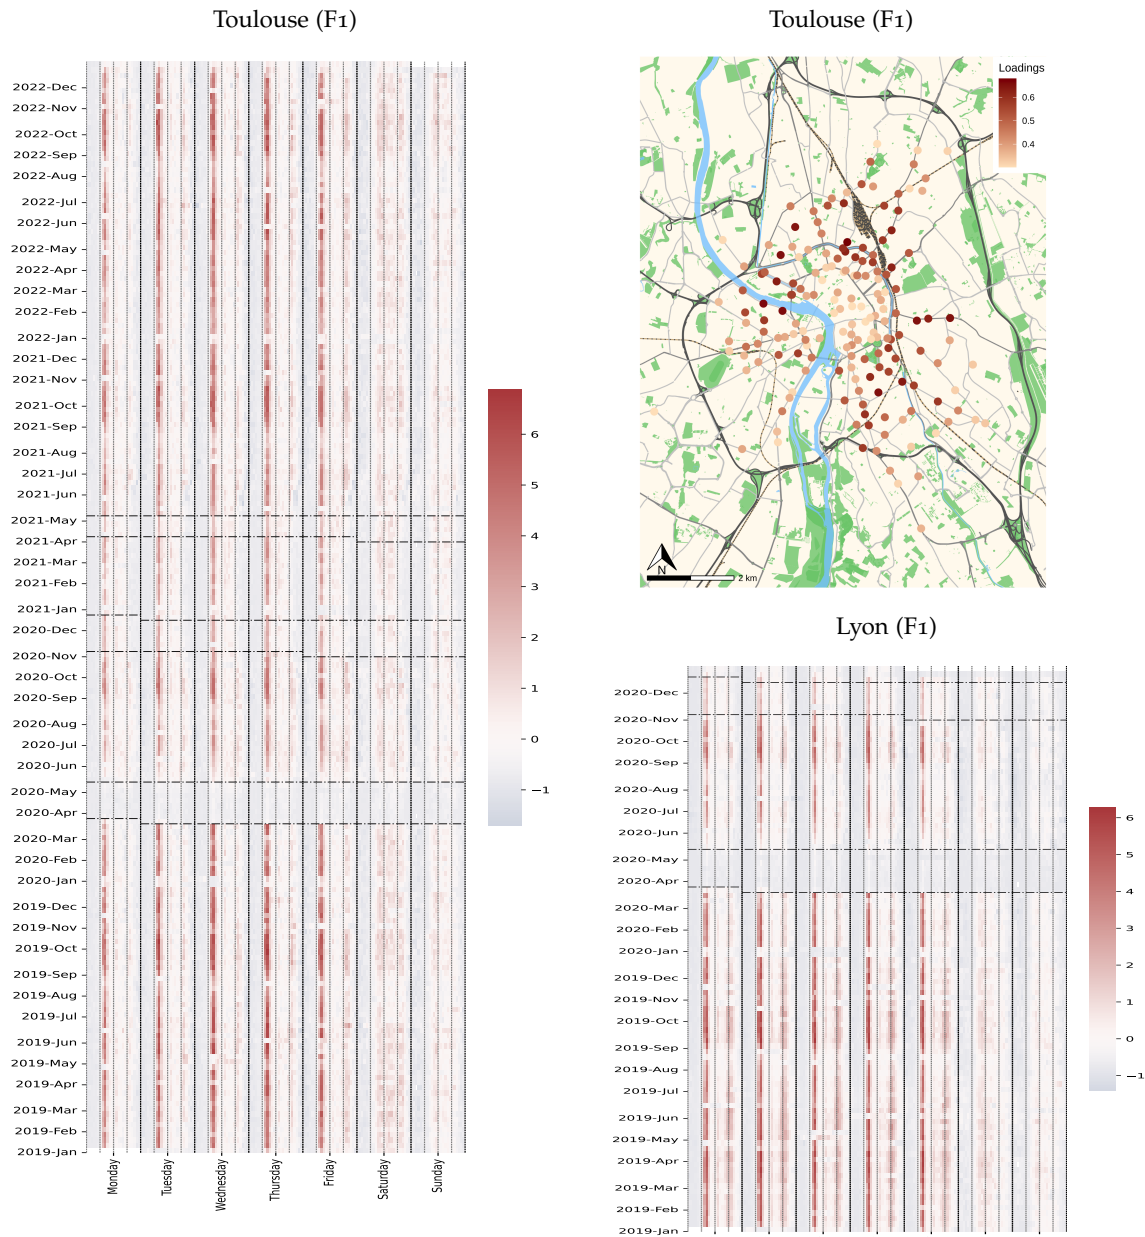 Toulouse (F1)
2022-Dec
2022-Nov
2022-Oct
2022-Sep
2022-Aug
2022-Jul
2022-Jun
2022-May
2022-Apr
2022-Mar
2022-Feb
2022-Jan
2021-Dec
2021-Nov
2021-Oct
2021-Sep
2021-Aug
2021-Jul
2021-Jun
2021-May
2021-Apr
2021-Mar
2021-Feb
2021-Jan
2020-Dec
2020-Nov
2020-Oct
2020-Sep
2020-Aug
2020-Jul
2020-Jun
2020-May
2020-Apr
2020-Mar
2020-Feb
2020-Jan
2019-Dec
2019-Nov
2019-Oct
2019-Sep
2019-Aug
2019-Jul
2019-Jun
2019-May
2019-Apr
2019-Mar
2019-Feb
2019-Jan
Monday
Tuesday
Wednesday
Thursday
Friday
Saturday
Sunday
6
5
4
3
2
1
0
−1
Toulouse (F1)
Loadings
0.6
0.5
0.4
N
2 km
Lyon (F1)
2020-Dec
2020-Nov
2020-Oct
2020-Sep
2020-Aug
2020-Jul
2020-Jun
2020-May
2020-Apr
2020-Mar
2020-Feb
2020-Jan
2019-Dec
2019-Nov
2019-Oct
2019-Sep
2019-Aug
2019-Jul
2019-Jun
2019-May
2019-Apr
2019-Mar
2019-Feb
2019-Jan
6
5
4
3
2
1
0
−1